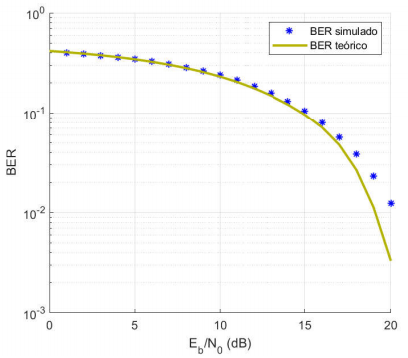 10^0
BER simulado
BER teórico
10^-1
BER
10^-2
10^-3
0 5 10 15 20
E_b/N_0 (dB)